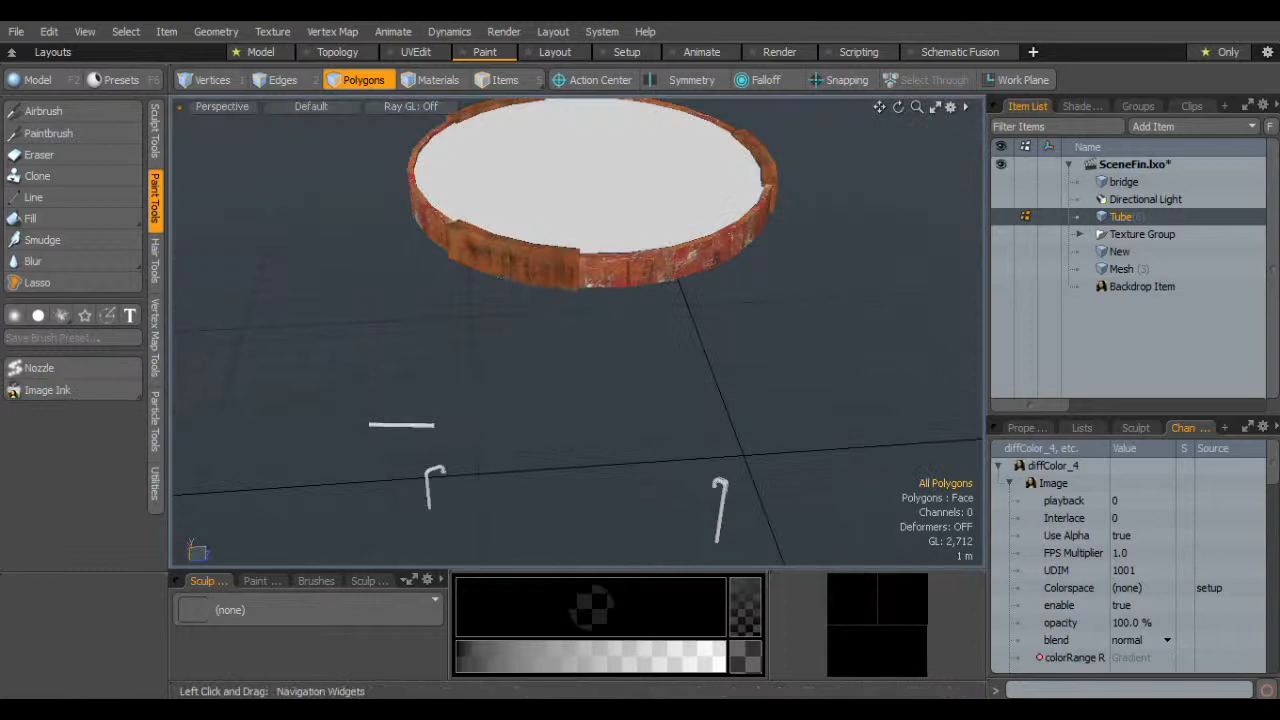 File Edit View Select Item Geometry Texture Vertex Map Animate Dynamics Render Layout System Help
Layouts Model Topology UVEdit Paint Layout Setup Animate Render Scripting Schematic Fusion + Only
Model F2 Presets F6 Vertices 1 Edges 2 Polygons Materials Items 5 Action Center Symmetry Falloff Snapping Select Through Work Plane
Airbrush
Paintbrush
Eraser
Clone
Line
Fill
Smudge
Blur
Lasso
T
Save Brush Preset...
Nozzle
Image Ink
Sculpt Tools
Paint Tools
Hair Tools
Vertex Map Tools
Particle Tools
Utilities
Perspective Default Ray GL: Off
All Polygons
Polygons : Face
Channels: 0
Deformers: OFF
GL: 2,712
1 m
Item List Shade ... Groups Clips +
Filter Items Add Item F
Name
SceneFin.lxo*
bridge
Directional Light
Tube (6)
Texture Group
New
Mesh (3)
Backdrop Item
Prope ... Lists Sculpt Chan ... +
diffColor_4, etc. Value S Source
diffColor_4
Image
playback 0
Interlace 0
Use Alpha true
FPS Multiplier 1.0
UDIM 1001
Colorspace (none) setup
enable true
opacity 100.0 %
blend normal
colorRange R Gradient
Sculp ... Paint ... Brushes Sculp ...
(none)
Left Click and Drag: Navigation Widgets
>